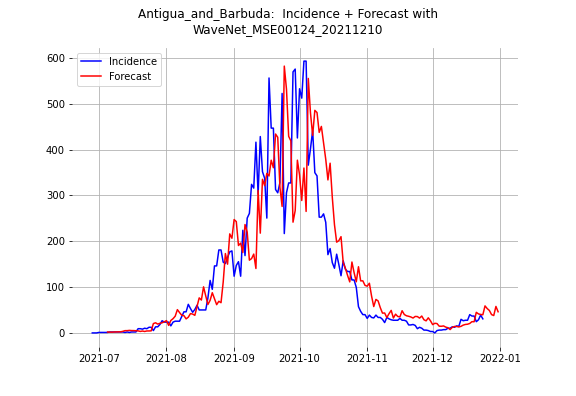 Antigua_and_Barbuda:  Incidence + Forecast with
WaveNet_MSE00124_20211210
Incidence
Forecast
600
500
400
300
200
100
0
2021-07 2021-08 2021-09 2021-10 2021-11 2021-12 2022-01